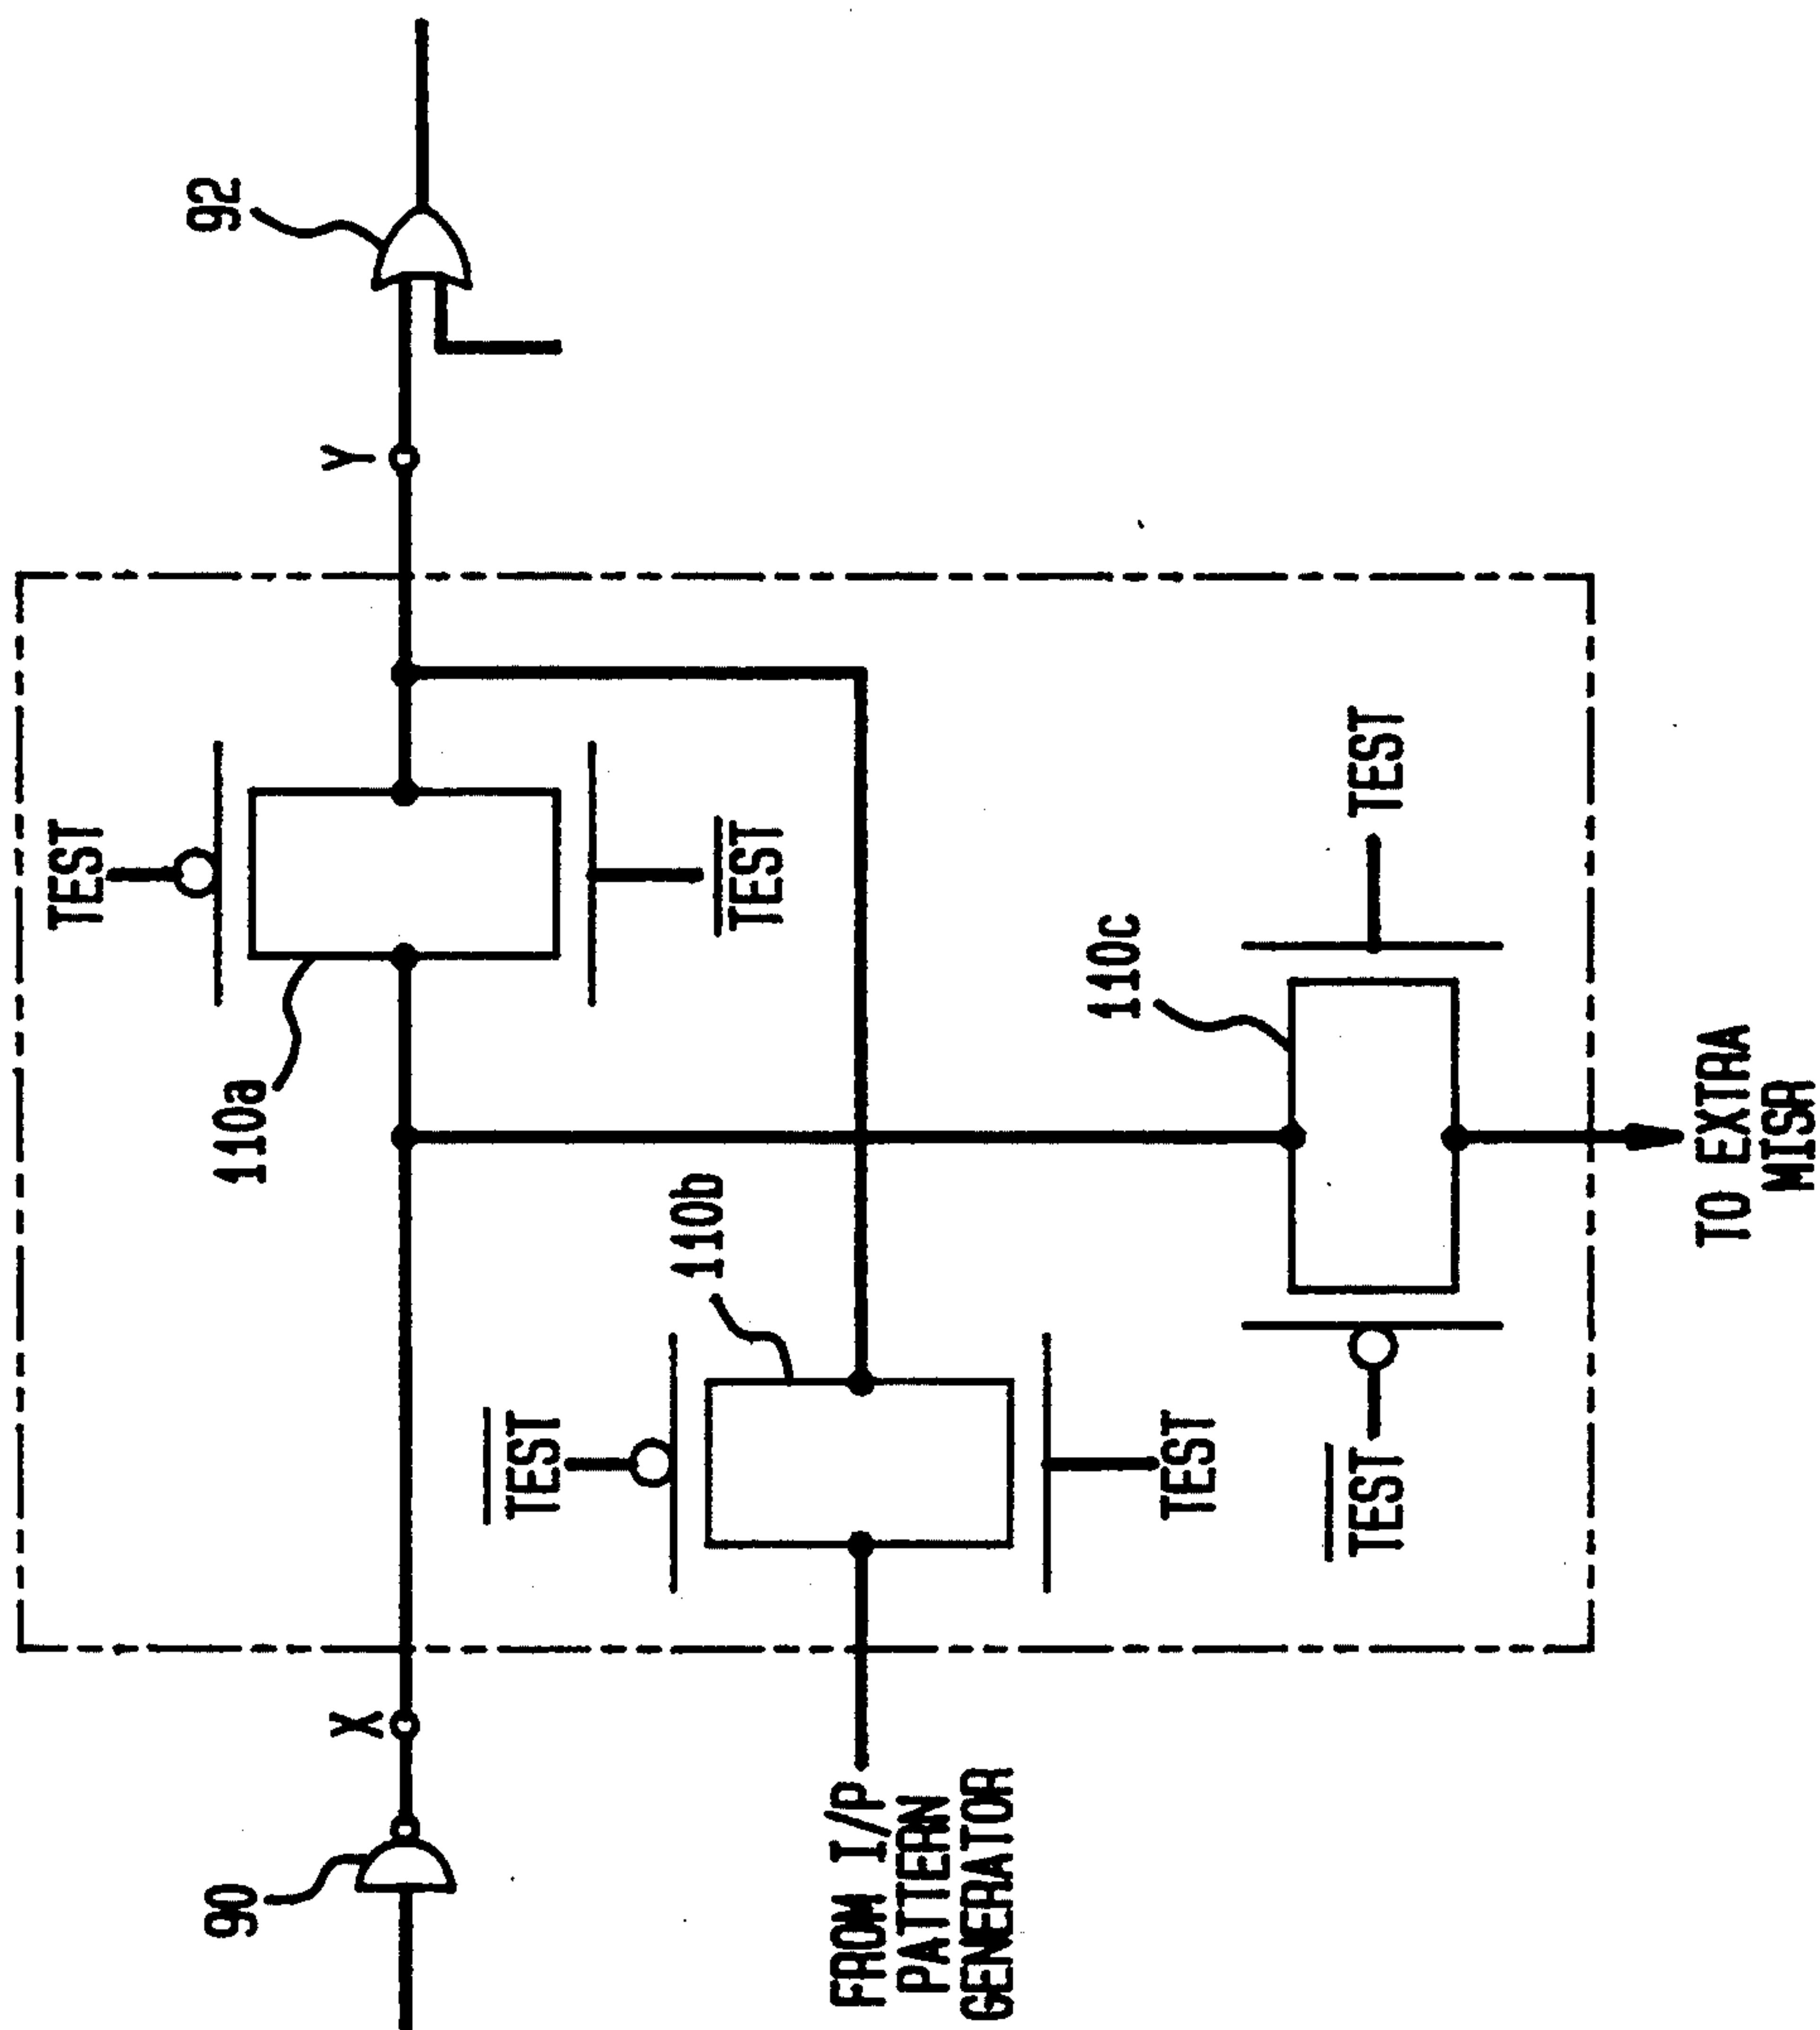 90
X
FROM I/P
PATTERN
GENERATOR
TEST
TEST
110a
110b
TEST
TEST
110c
TEST
TEST
TO EXTRA
MISR
Y
92